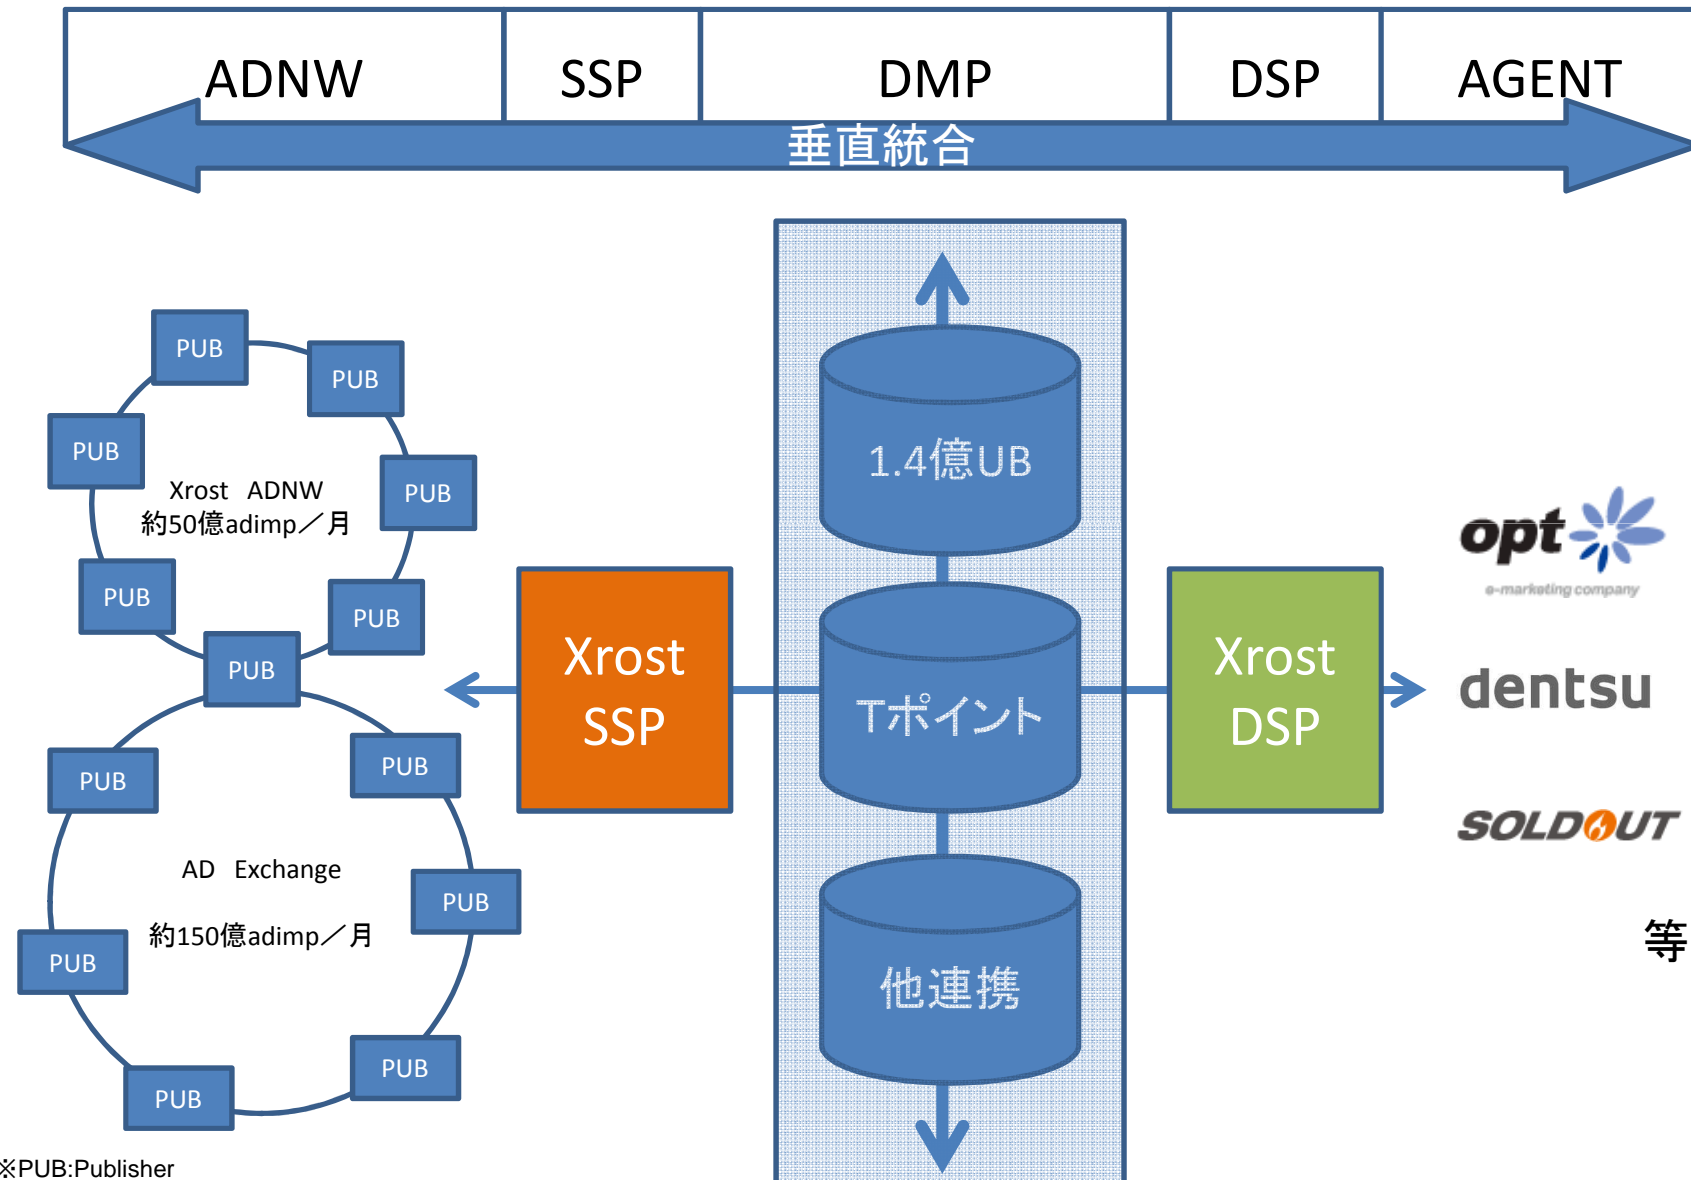 ADNW
SSP
DMP
DSP
AGENT
垂直統合
PUB
PUB
PUB
PUB
PUB
PUB
PUB
Xrost ADNW
約50億adimp／月
PUB
PUB
PUB
PUB
PUB
PUB
AD Exchange
約150億adimp／月
Xrost
SSP
1.4億UB
Tポイント
他連携
Xrost
DSP
opt
e-marketing company
dentsu
SOLDOUT
等
※PUB:Publisher